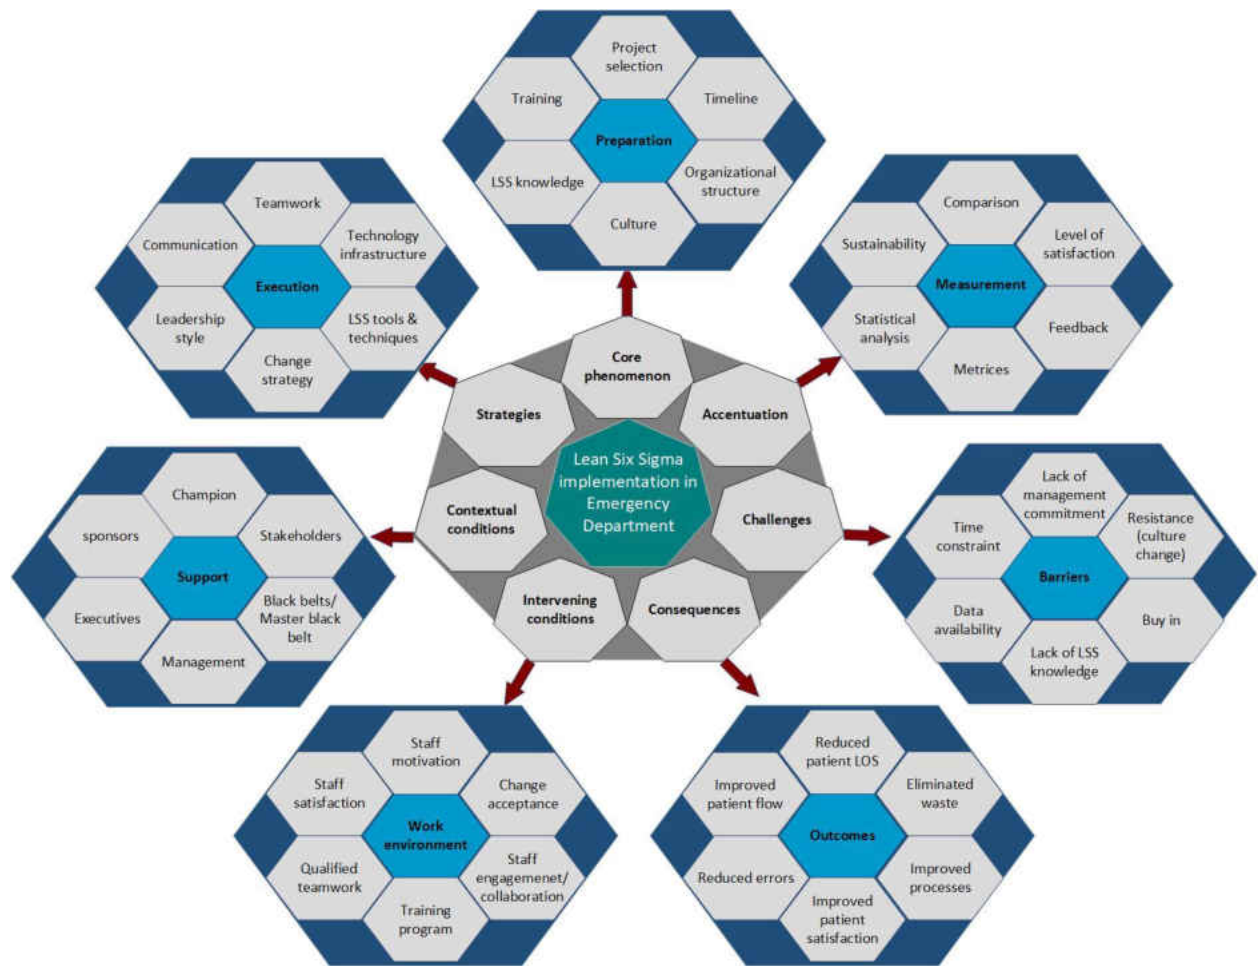 Project
selection
Training
Timeline
Preparation
LSS knowledge
Organizational
structure
Culture
Teamwork
Communication
Technology
infrastructure
Execution
Leadership
style
LSS tools &
techniques
Change
strategy
Comparison
Sustainability
Level of
satisfaction
Measurement
Statistical
analysis
Feedback
Metrices
Core
phenomenon
Strategies
Accentuation
Lean Six Sigma
implementation in
Emergency
Department
Contextual
conditions
Challenges
Intervening
conditions
Consequences
Champion
sponsors
Stakeholders
Support
Executives
Black belts/
Master black
belt
Management
Lack of
management
commitment
Time
constraint
Resistance
(culture
change)
Barriers
Data
availability
Buy in
Lack of LSS
knowledge
Staff
motivation
Staff
satisfaction
Change
acceptance
Work
environment
Qualified
teamwork
Staff
engagemenet/
collaboration
Training
program
Reduced
patient LOS
Improved
patient flow
Eliminated
waste
Outcomes
Reduced errors
Improved
processes
Improved
patient
satisfaction